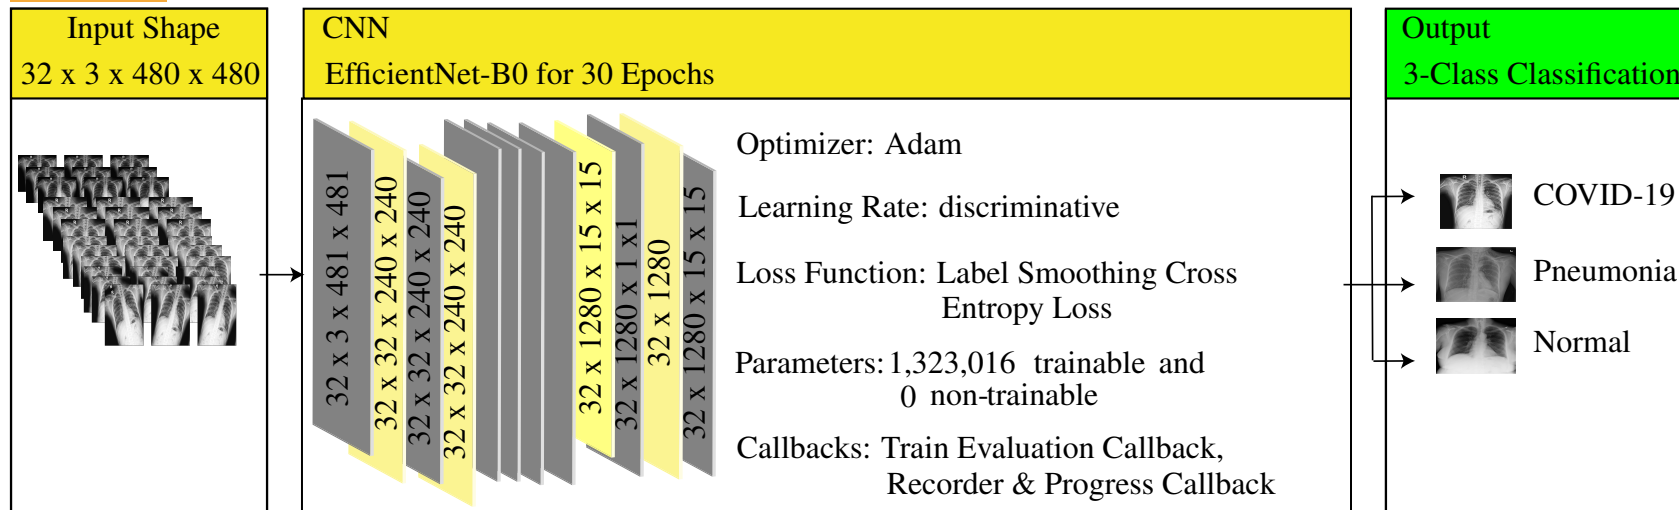 Input Shape
32 x 3 x 480 x 480
CNN
EfficientNet-B0 for 30 Epochs
32 x 3 x 481 x 481
32 x 32 x 240 x 240
32 x 32 x 240 x 240
32 x 32 x 240 x 240
32 x 1280 x 15 x 15
32 x 1280 x 1 x1
32 x 1280
32 x 1280 x 15 x 15
Optimizer: Adam
Learning Rate: discriminative
Loss Function: Label Smoothing Cross
Entropy Loss
Parameters: 1,323,016 trainable and
0 non-trainable
Callbacks: Train Evaluation Callback,
Recorder & Progress Callback
Output
3-Class Classification
COVID-19
Pneumonia
Normal